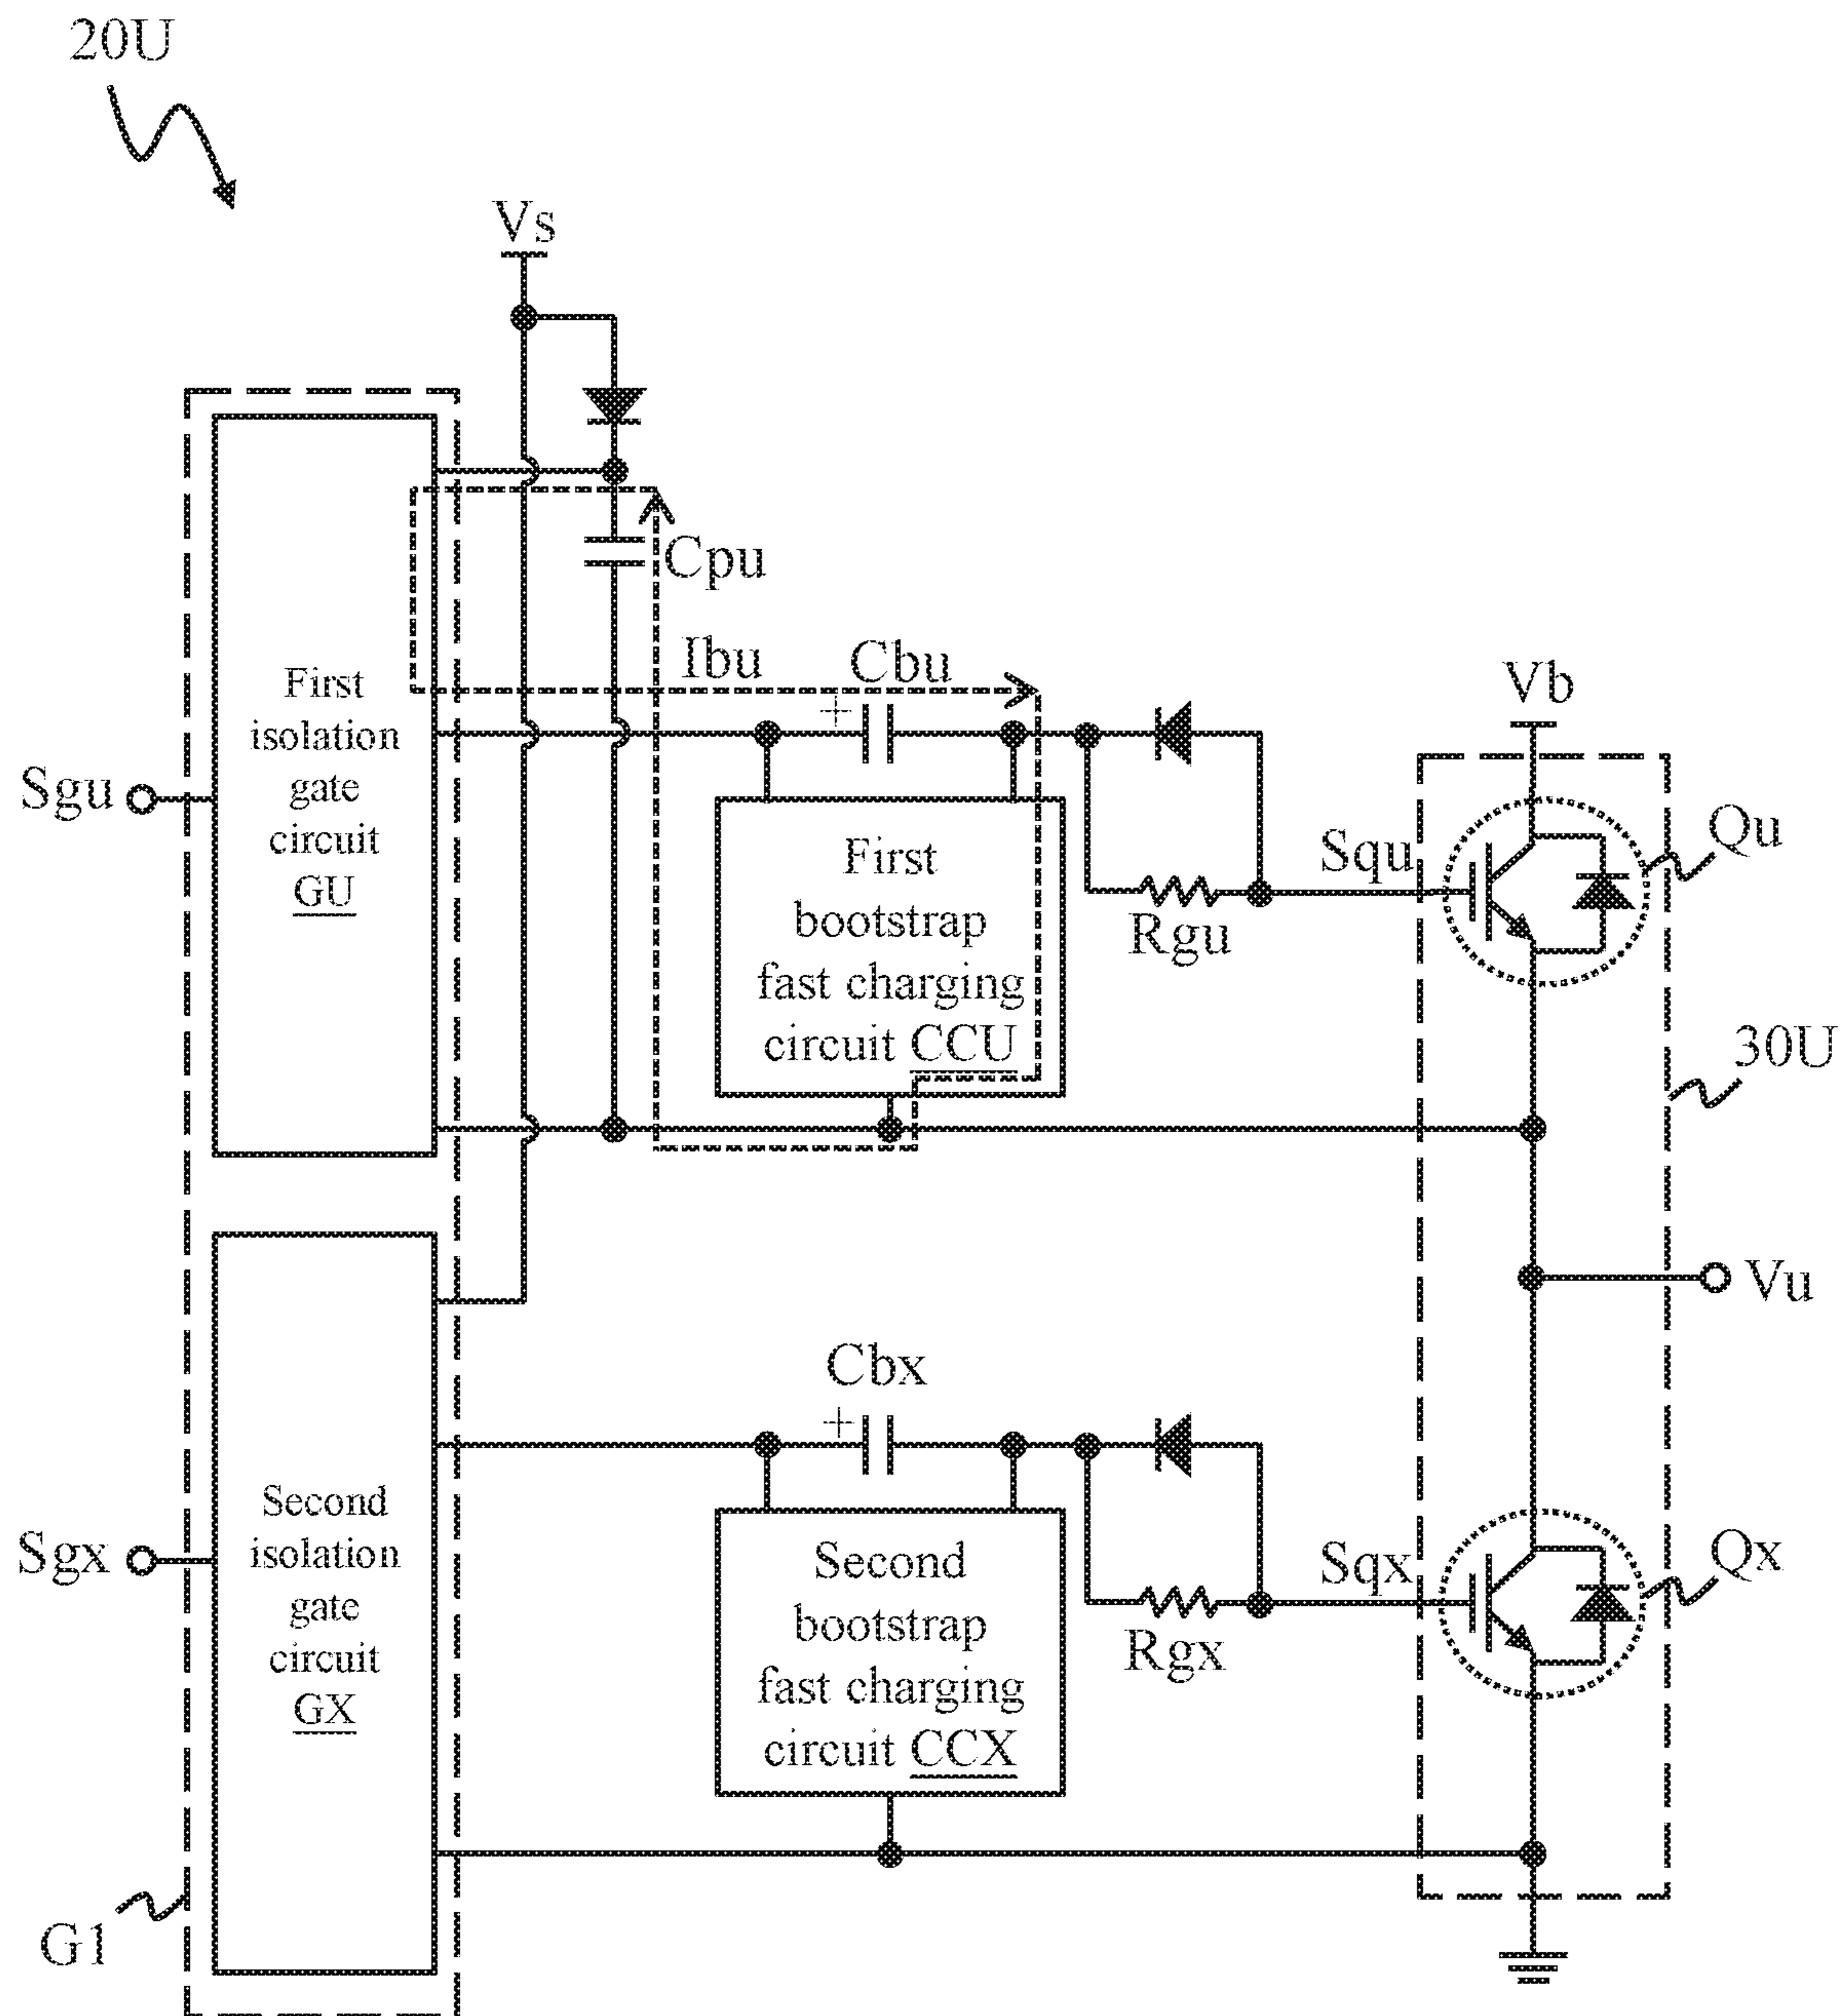 20U
Vs
Cpu
Ibu
Cbu
+
Vb
First
isolation
gate
circuit
GU
Sgu
First
bootstrap
fast charging
circuit CCU
Squ
Qu
Rgu
30U
Vu
Cbx
+
Second
isolation
gate
circuit
GX
Sgx
Second
bootstrap
fast charging
circuit CCX
Sqx
Qx
Rgx
G1